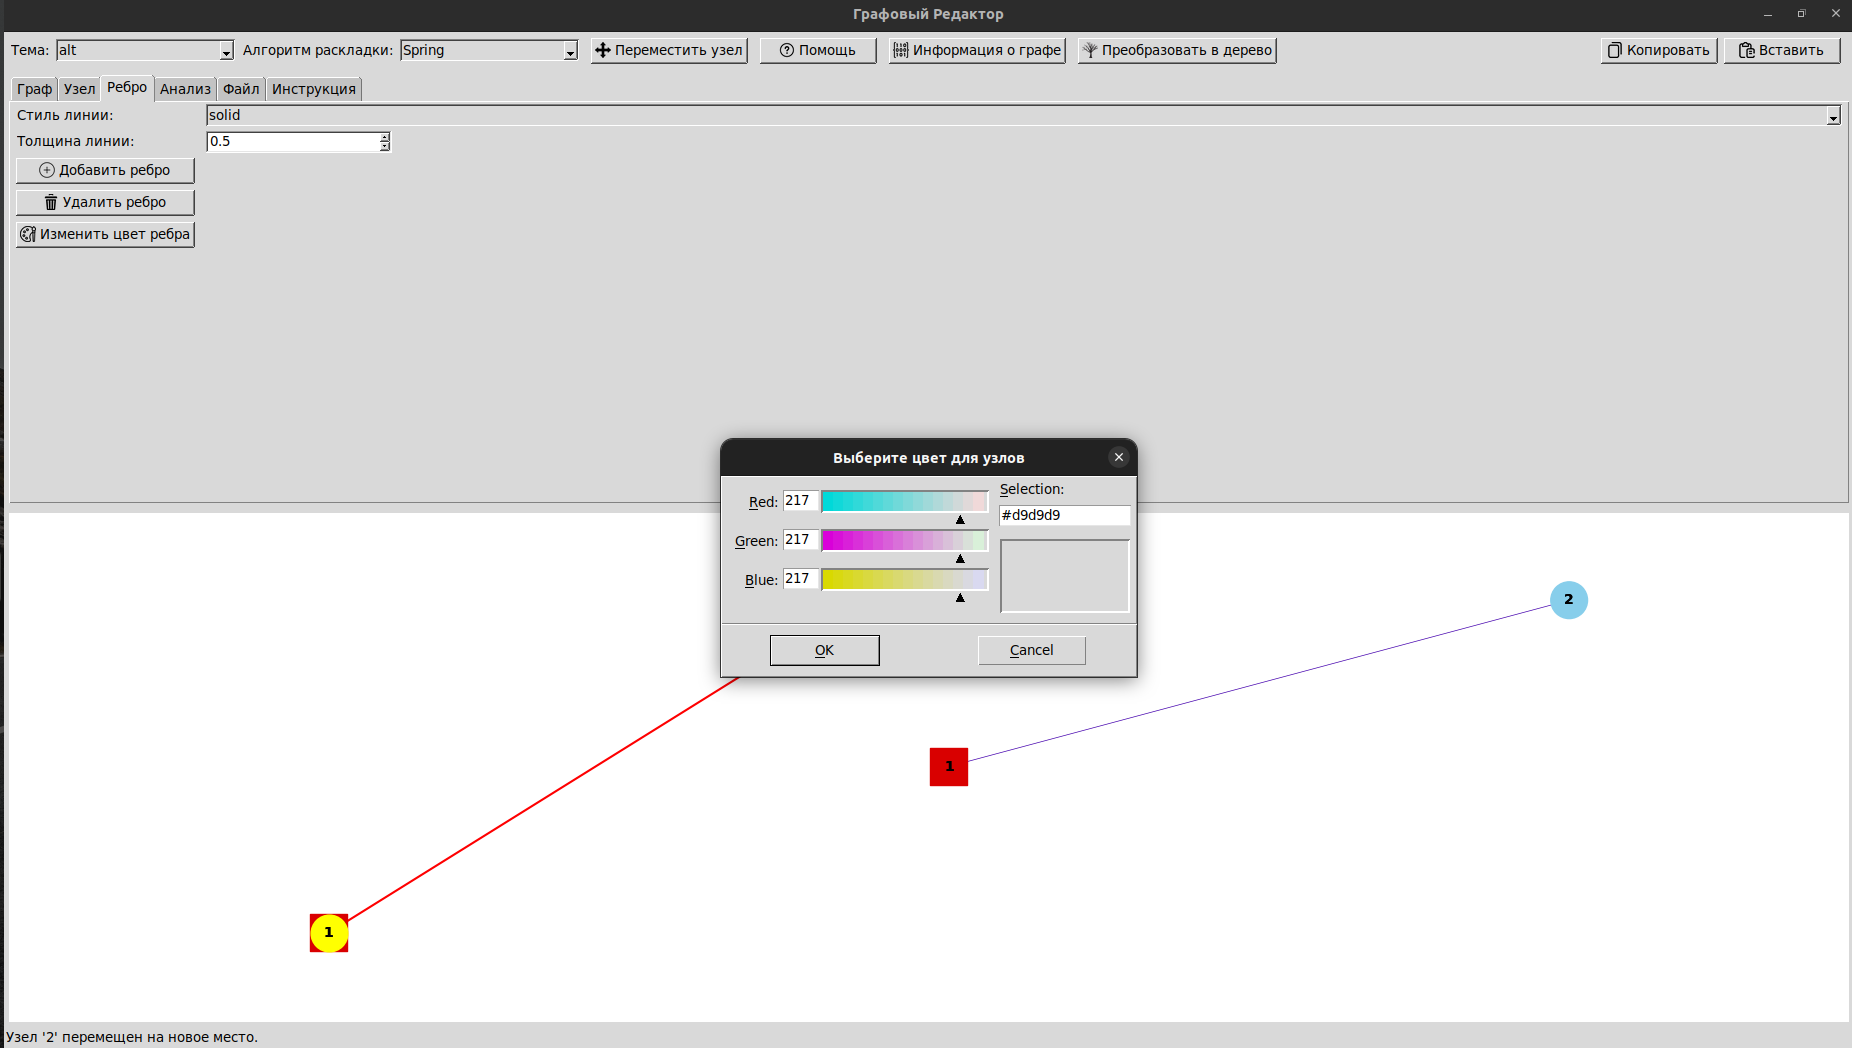 Графовый Редактор
Тема: alt Алгоритм раскладки: Spring Переместить узел Помощь Информация о графе Преобразовать в дерево Копировать Вставить
Граф Узел Ребро Анализ Файл Инструкция
Стиль линии: solid
Толщина линии: 0.5
Добавить ребро
Удалить ребро
Изменить цвет ребра
Выберите цвет для узлов
Red: 217
Green: 217
Blue: 217
Selection:
#d9d9d9
OK Cancel
2
1
1
Узел '2' перемещен на новое место.